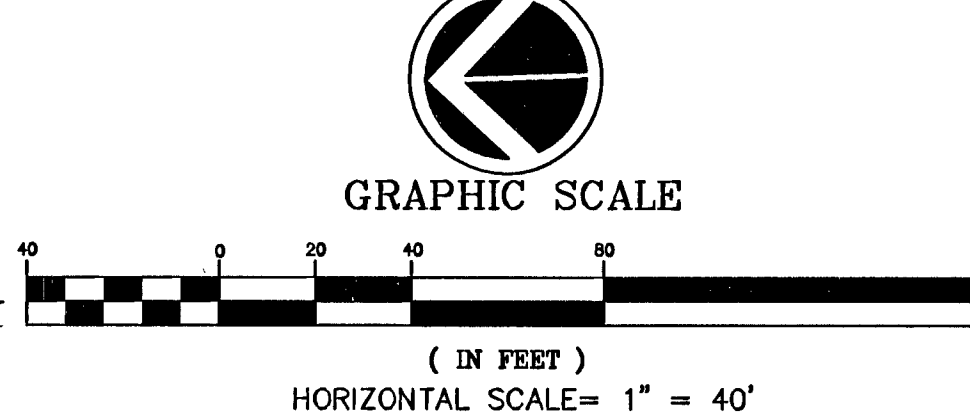 GRAPHIC SCALE
40 0 20 40 80
( IN FEET )
HORIZONTAL SCALE= 1" = 40'